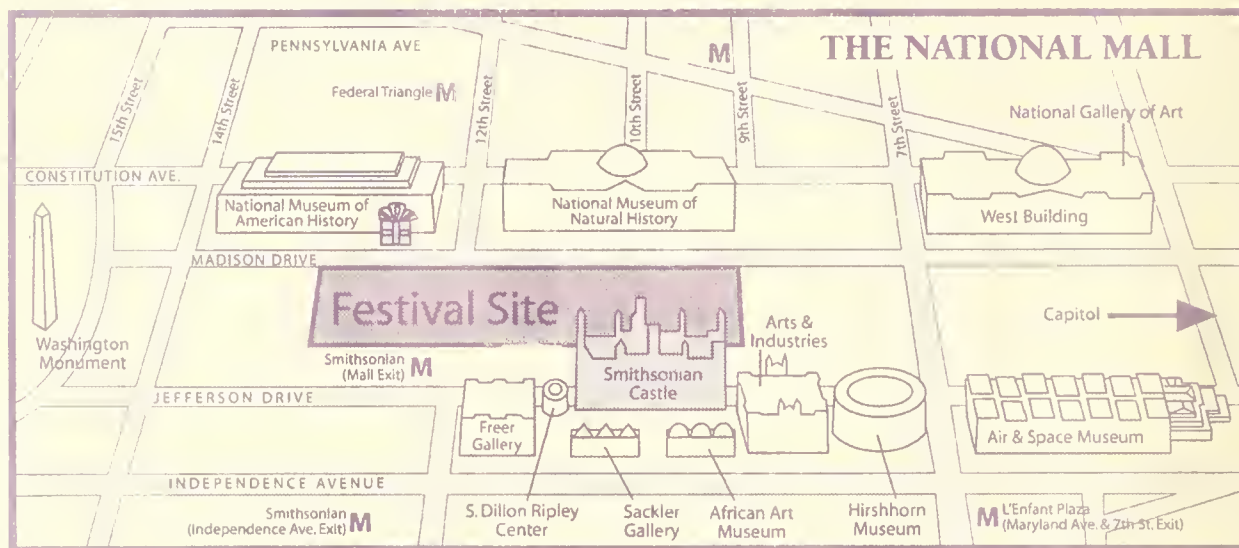 THE NATIONAL MALL
PENNSYLVANIA AVE
M
Federal Triangle M
15th Street
14th Street
12th Street
10th Street
9th Street
7th Street
National Gallery of Art
CONSTITUTION AVE.
National Museum of
American History
National Museum of
Natural History
West Building
MADISON DRIVE
Festival Site
Washington
Monument
Smithsonian
(Mall Exit) M
Smithsonian
Castle
Arts &
Industries
Capitol
JEFFERSON DRIVE
Freer
Gallery
Air & Space Museum
INDEPENDENCE AVENUE
Smithsonian
(Independence Ave. Exit) M
S. Dillon Ripley
Center
Sackler
Gallery
African Art
Museum
Hirshhorn
Museum
M L'Enfant Plaza
(Maryland Ave. & 7th St. Exit)